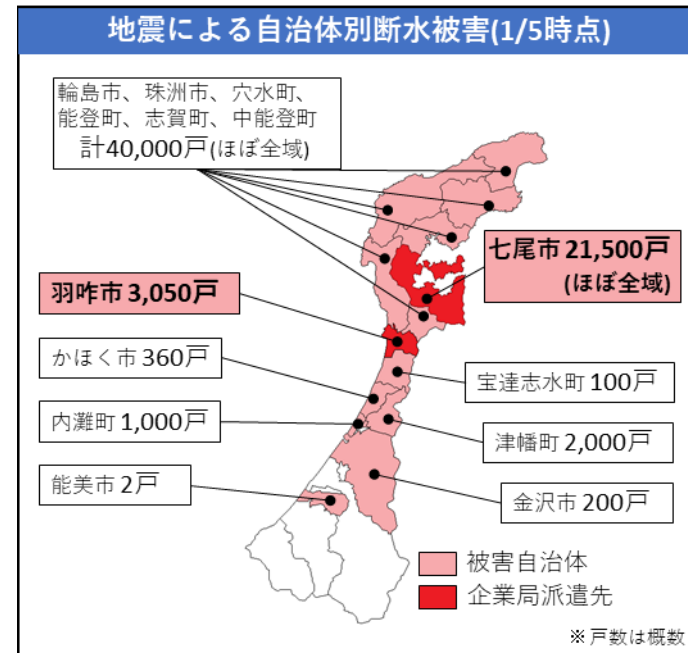 地震による自治体別断水被害(1/5時点)
輪島市、珠洲市、穴水町、
能登町、志賀町、中能登町
計40,000戸(ほぼ全域)
七尾市 21,500戸
(ほぼ全域)
羽咋市 3,050戸
かほく市 360戸
宝達志水町 100戸
内灘町 1,000戸
津幡町 2,000戸
能美市 2戸
金沢市 200戸
被害自治体
企業局派遣先
※戸数は概数